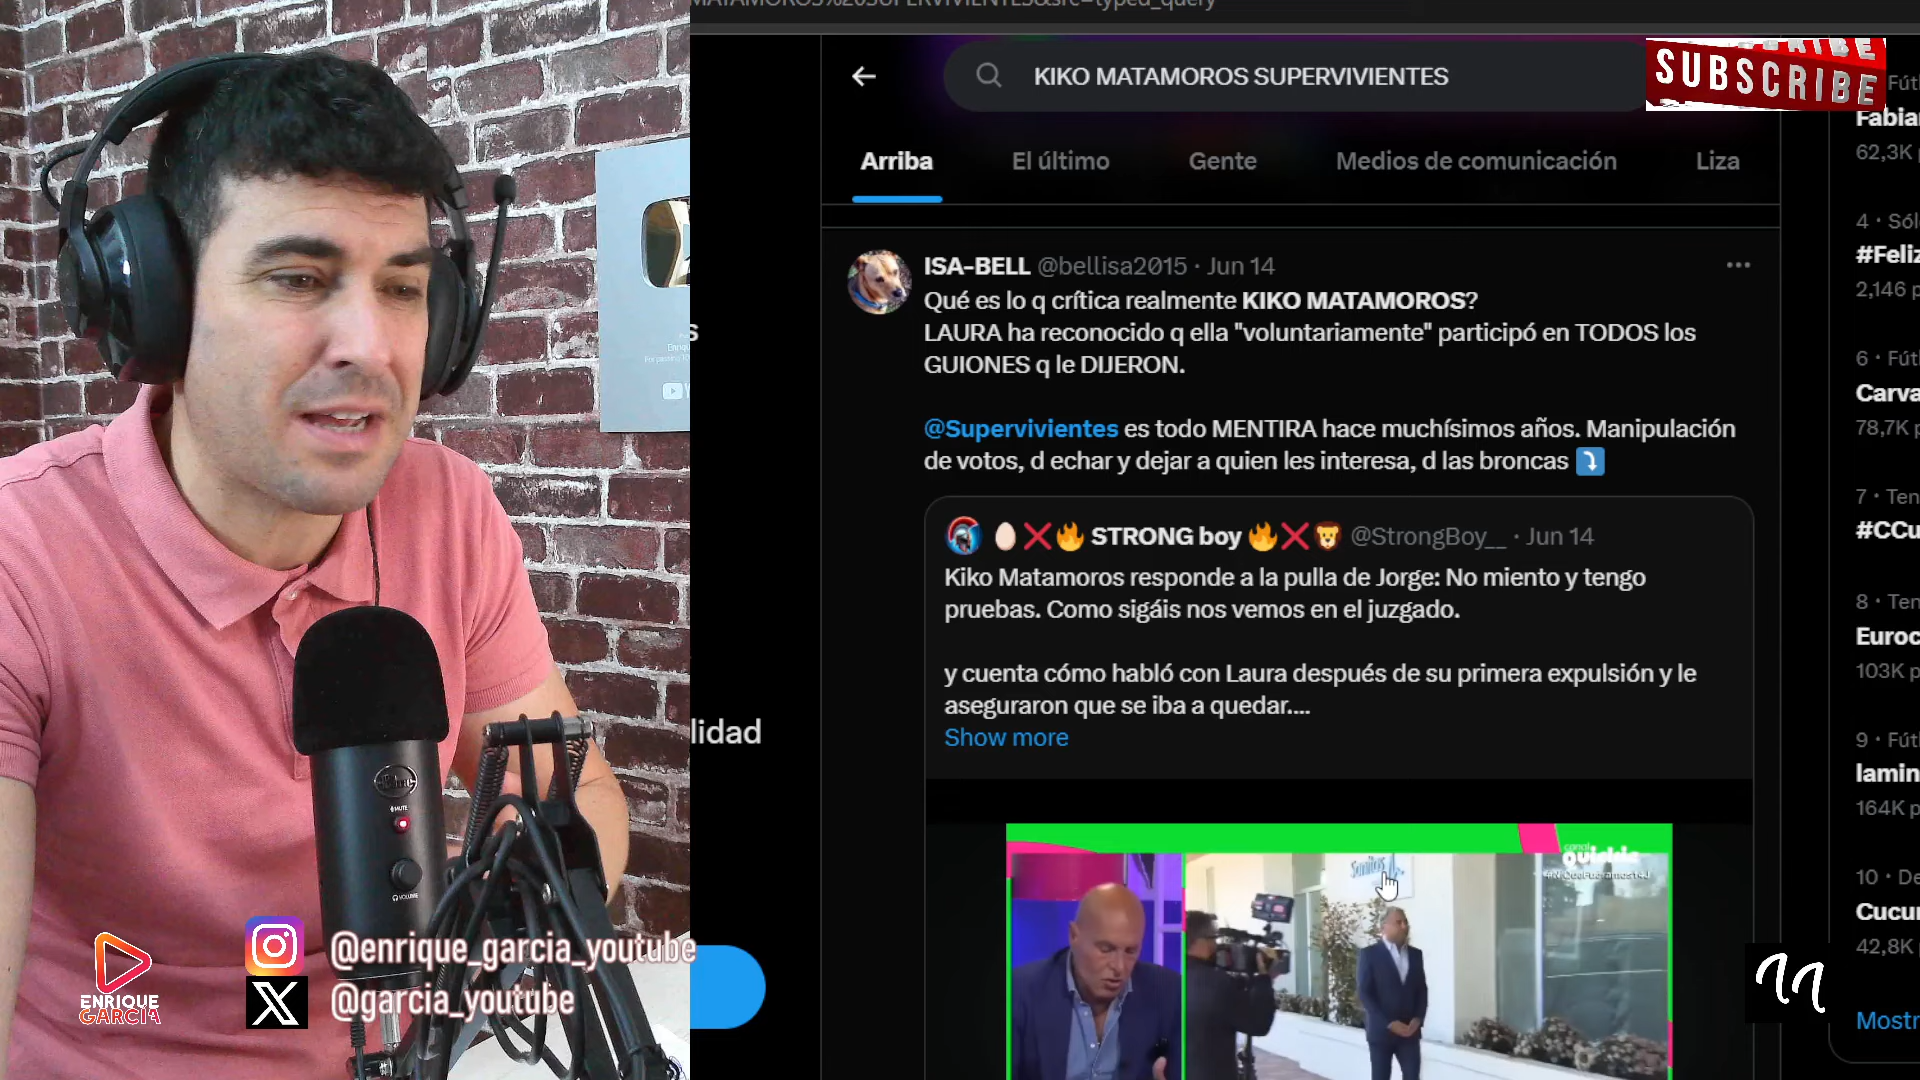 KIKO MATAMOROS SUPERVIVIENTES
SUBSCRIBE
Arriba
El último
Gente
Medios de comunicación
ISA-BELL @bellisa2015 · Jun 14
Qué es lo q crítica realmente KIKO MATAMOROS?
LAURA ha reconocido q ella "voluntariamente" participó en TODOS los
GUIONES q le DIJERON.
@Supervivientes es todo MENTIRA hace muchísimos años. Manipulación
de votos, d echar y dejar a quien les interesa, d las broncas
STRONG boy @StrongBoy__ · Jun 14
Kiko Matamoros responde a la pulla de Jorge: No miento y tengo
pruebas. Como sigáis nos vemos en el juzgado.
y cuenta cómo habló con Laura después de su primera expulsión y le
aseguraron que se iba a quedar....
Show more
canal
quickie
62,3K
4 · Sól
#Feliz
2,146
6 · Fút
Carva
78,7K
7 · Ten
#CCu
8 · Ten
Euroc
103K
9 · Fút
lamin
164K
10 · De
Cucur
42,8K
Mostr
lidad
Blue
MUTE
VOLUME
@enrique_garcia_youtube
@garcia_youtube
ENRIQUE
GARCIA